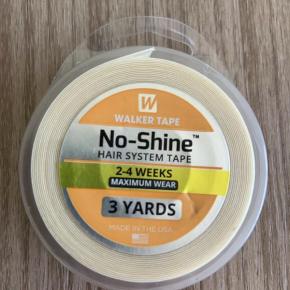 W
WALKER TAPE
No-Shine™
HAIR SYSTEM TAPE
2-4 WEEKS
MAXIMUM WEAR
3 YARDS
MADE IN THE USA